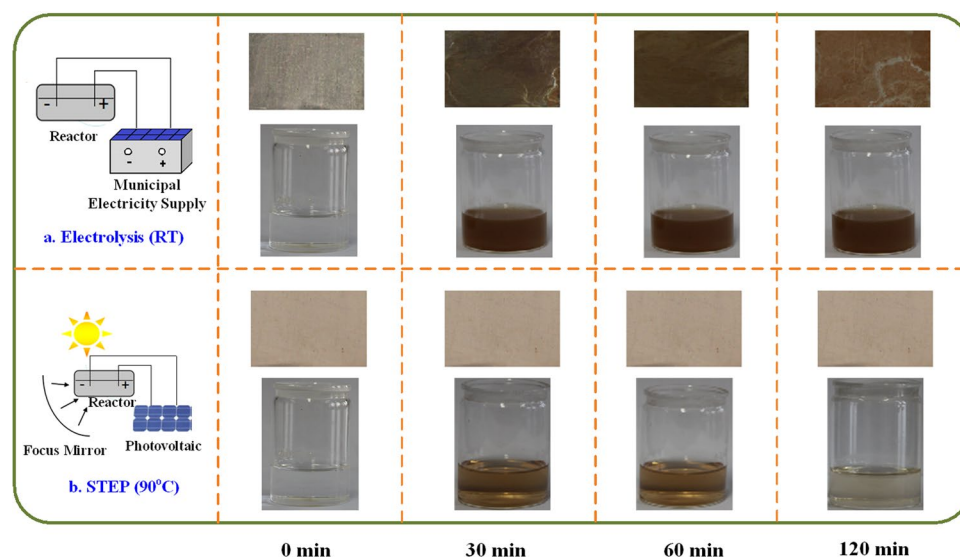 - +
Reactor
- +
Municipal
Electricity Supply
a. Electrolysis (RT)
- +
Reactor
Focus Mirror
Photovoltaic
b. STEP (90°C)
0 min
30 min
60 min
120 min